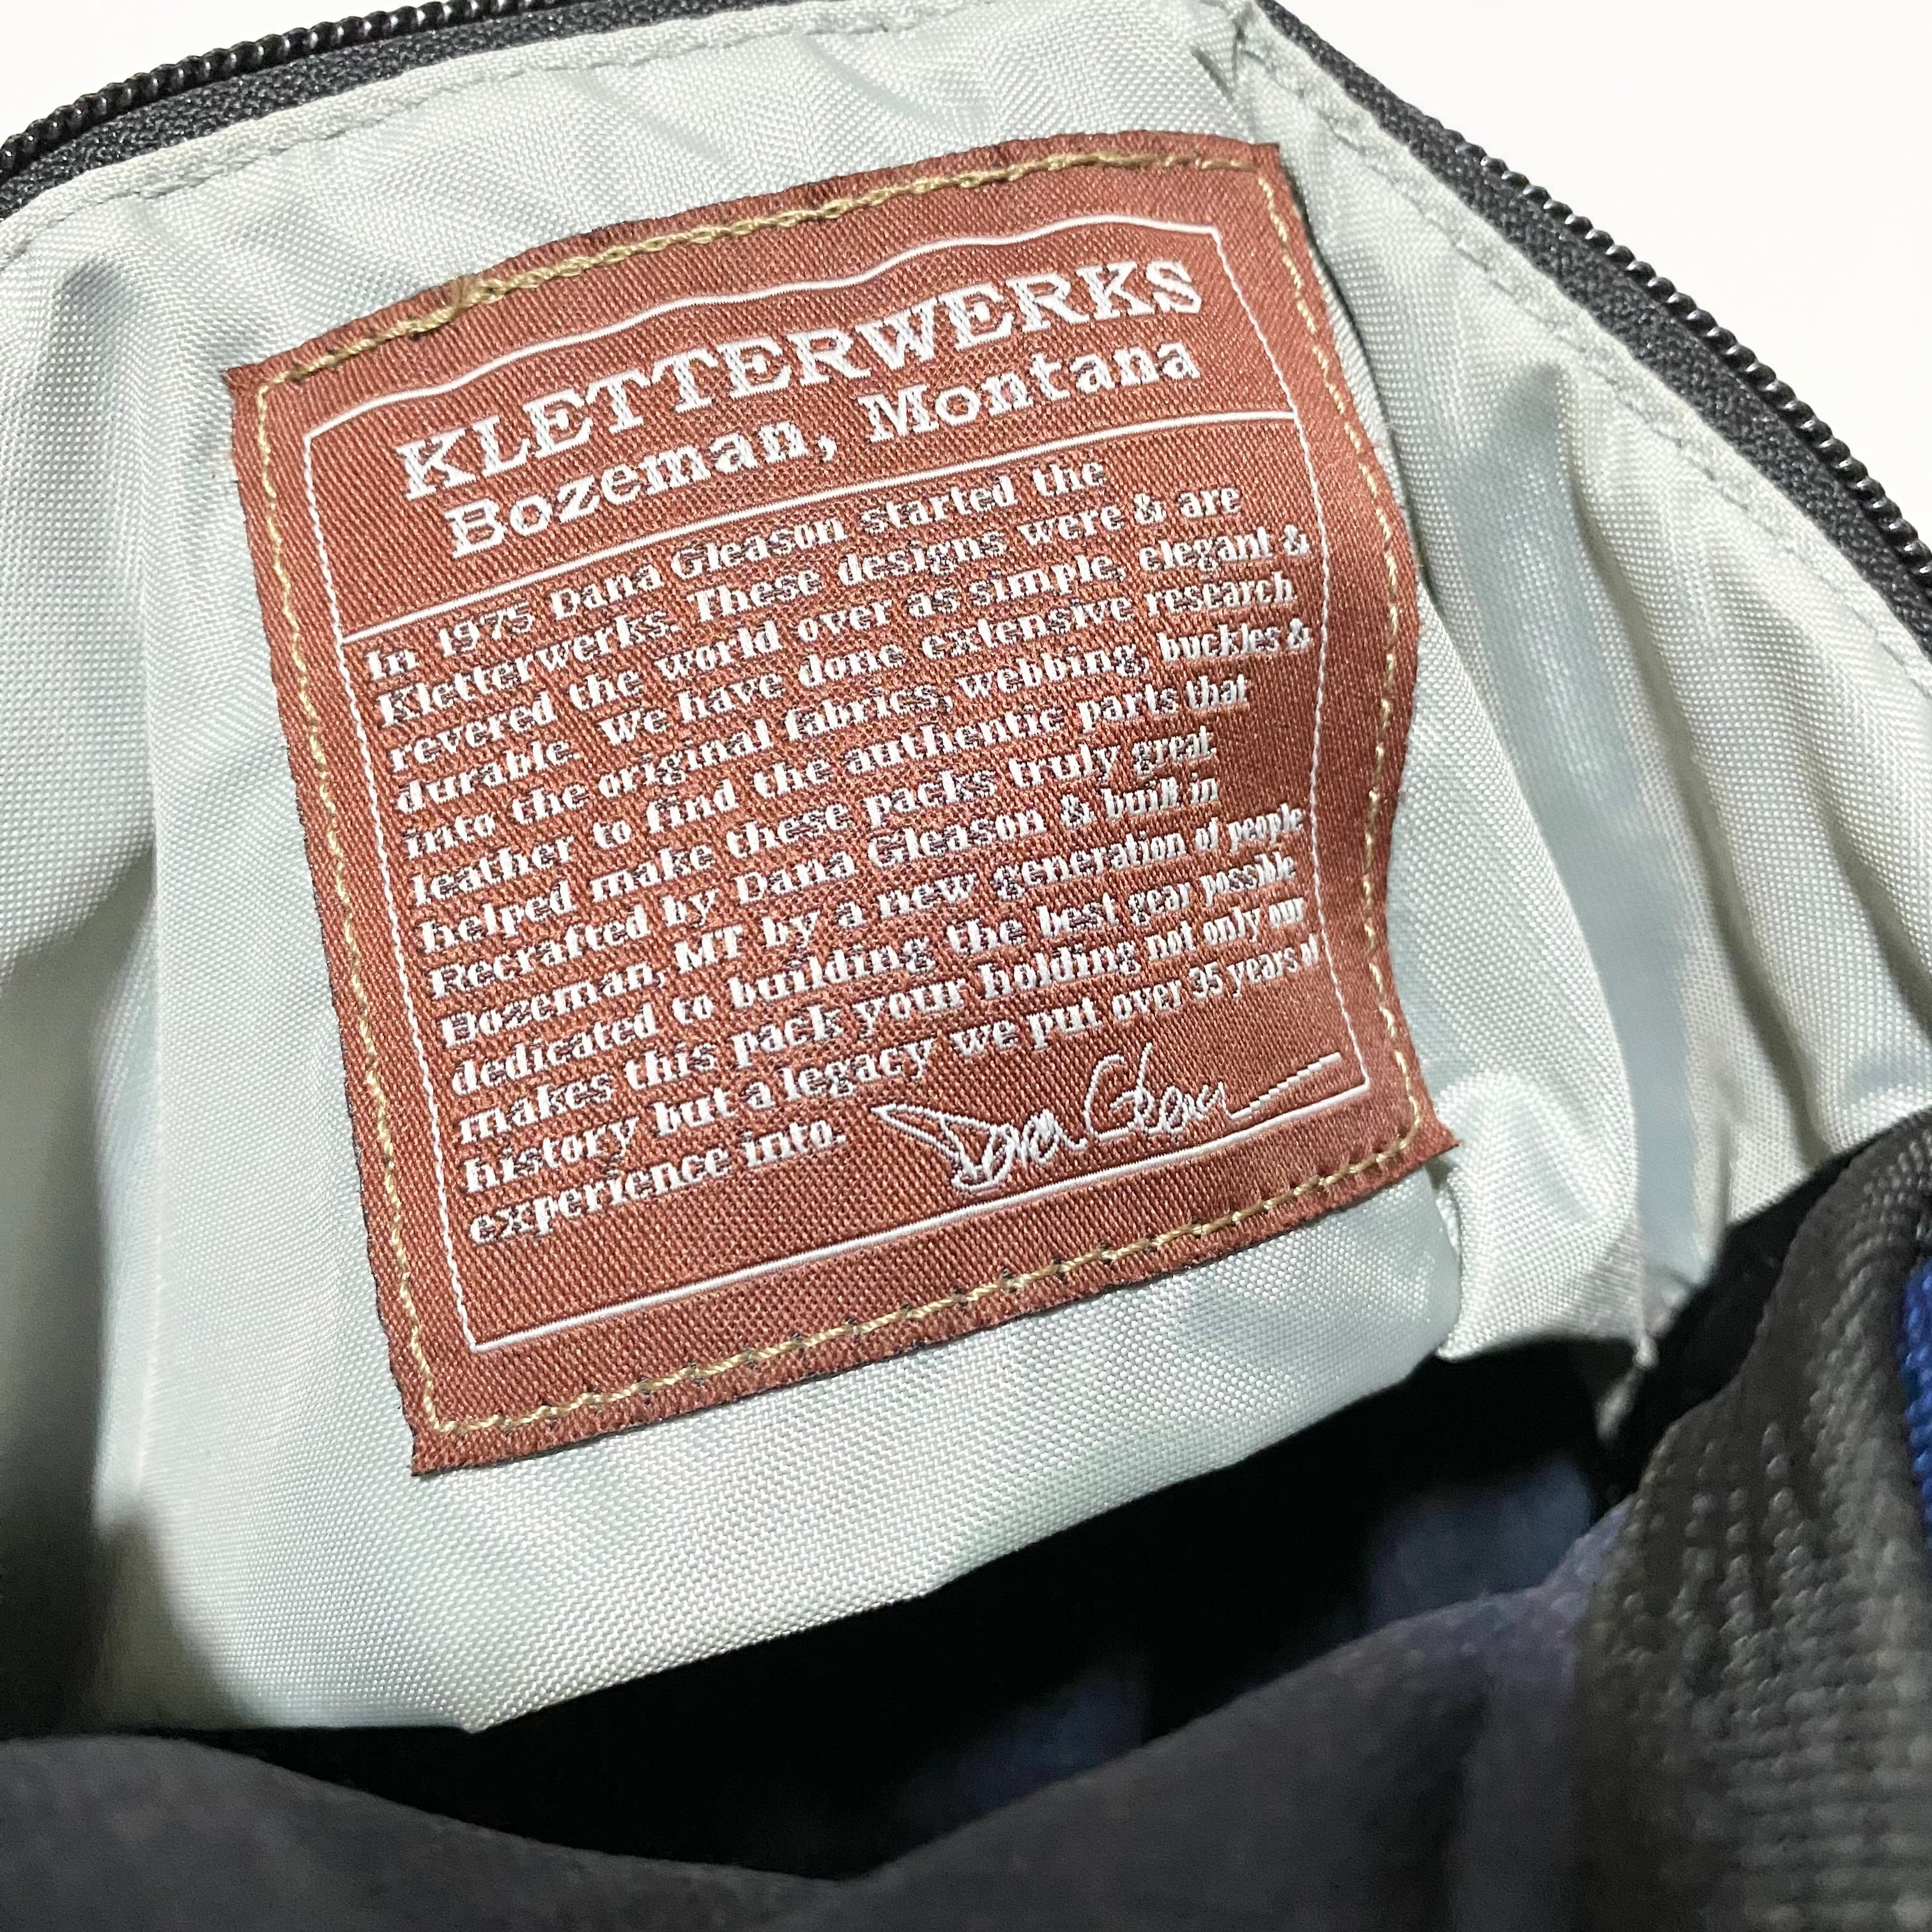 KLETTERWERKS
Bozeman, Montana
In 1975 Dana Gleason started the
Kletterwerks. These designs were & are
revered the world over as simple, elegant &
durable. We have done extensive research
into the original fabrics, webbing, buckles &
leather to find the authentic parts that
helped make these packs truly great.
Recrafted by Dana Gleason & built in
Bozeman, MT by a new generation of people
dedicated to building the best gear possible
makes this pack your holding not only our
history but a legacy we put over 35 years of
experience into.
Dana Gleason